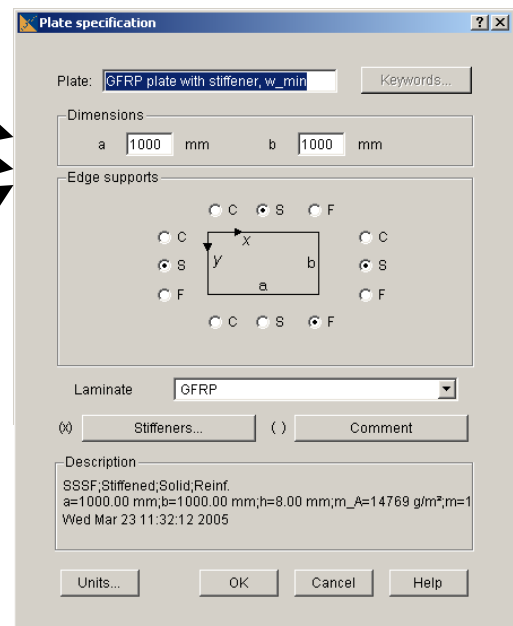 Plate specification
Plate: GFRP plate with stiffener, w_min Keywords...
Dimensions
a 1000 mm b 1000 mm
Edge supports
C S F
C x C
S y b S
F a F
C S F
Laminate GFRP
(x) Stiffeners... ( ) Comment
Description
SSSF;Stiffened;Solid;Reinf.
a=1000.00 mm;b=1000.00 mm;h=8.00 mm;m_A=14769 g/m²;m=1
Wed Mar 23 11:32:12 2005
Units... OK Cancel Help